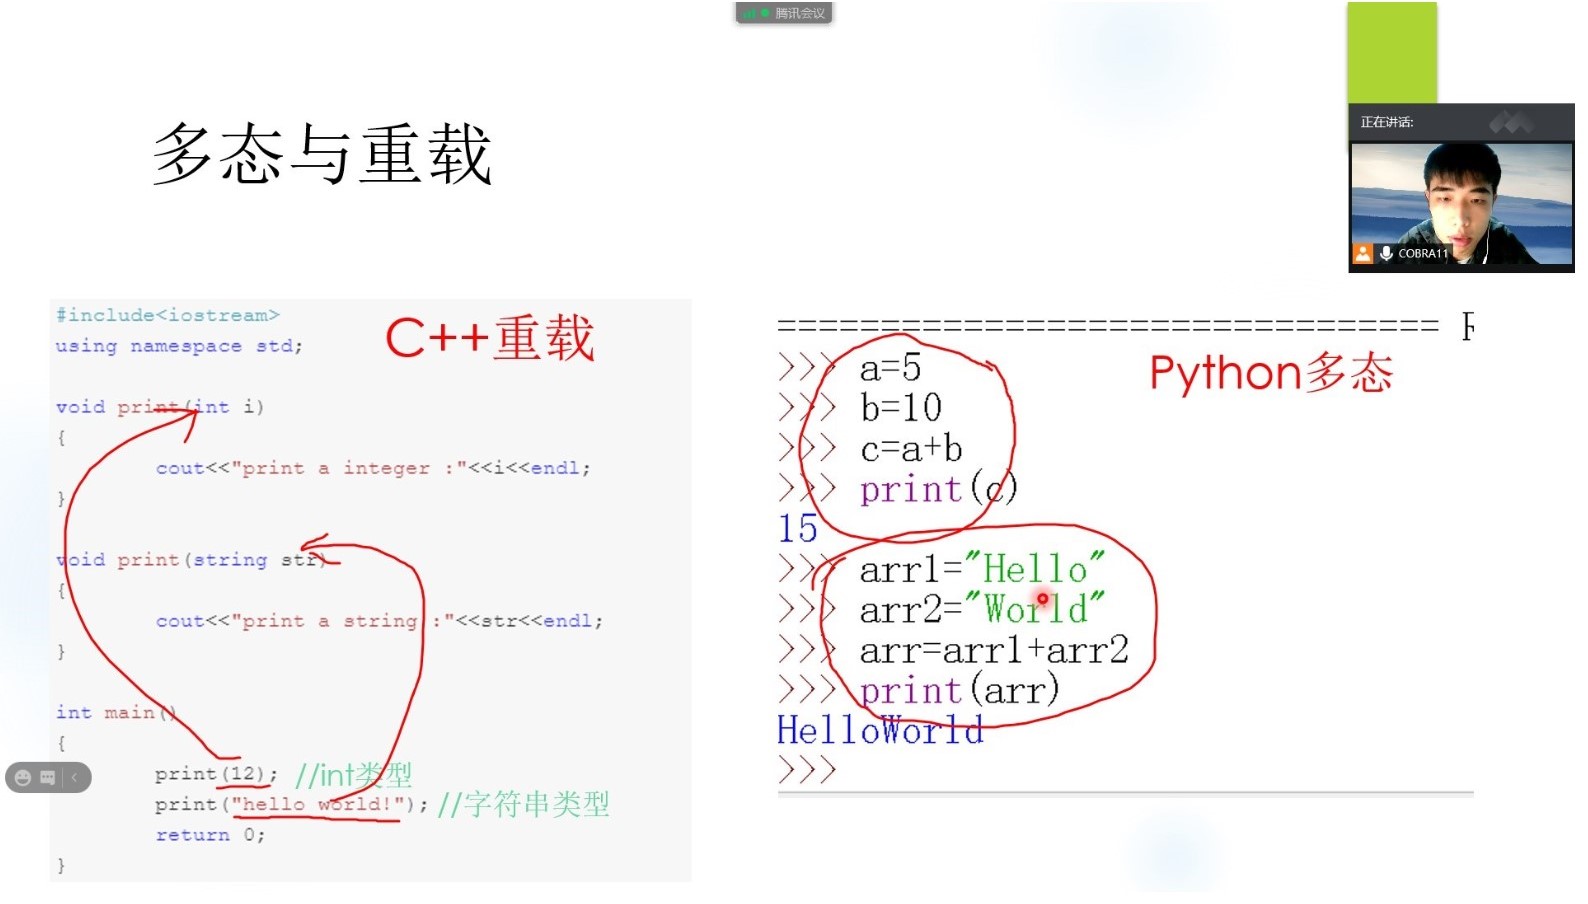 腾讯会议
多态与重载
正在讲话:
COBRA11
C++重载
#include<iostream>
using namespace std;
void print(int i)
{
cout<<"print a integer :"<<i<<endl;
}
void print(string str)
{
cout<<"print a string :"<<str<<endl;
}
int main()
{
print(12); //int类型
print("hello world!"); //字符串类型
return 0;
}
Python多态
===============================
>>> a=5
>>> b=10
>>> c=a+b
>>> print(c)
15
>>> arr1="Hello"
>>> arr2="World"
>>> arr=arr1+arr2
>>> print(arr)
HelloWorld
>>>